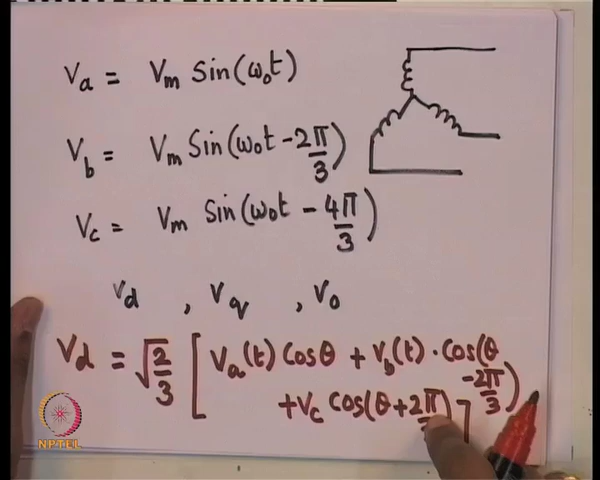 Va = Vm Sin(ω₀t)
Vb = Vm Sin(ω₀t - 2π/3)
Vc = Vm Sin(ω₀t - 4π/3)
Vd , Vq , V0
Vd = √2/3 [ Va(t) Cosθ + Vb(t) · Cos(θ - 2π/3)
+ Vc Cos(θ + 2π ) ]
NPTEL